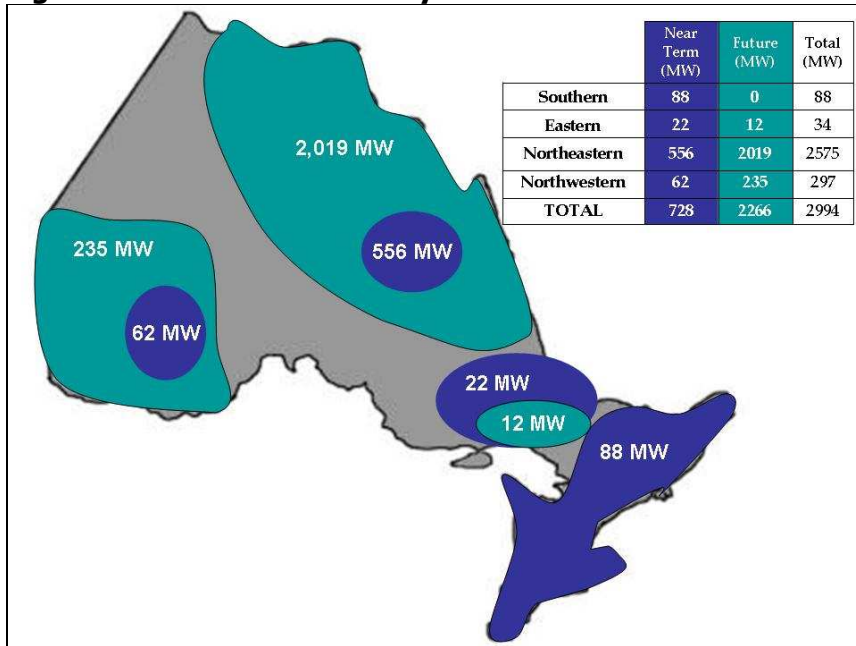 2,019 MW
556 MW
235 MW
62 MW
22 MW
12 MW
88 MW
Near Term (MW) Future (MW) Total (MW)
Southern 88 0 88
Eastern 22 12 34
Northeastern 556 2019 2575
Northwestern 62 235 297
TOTAL 728 2266 2994